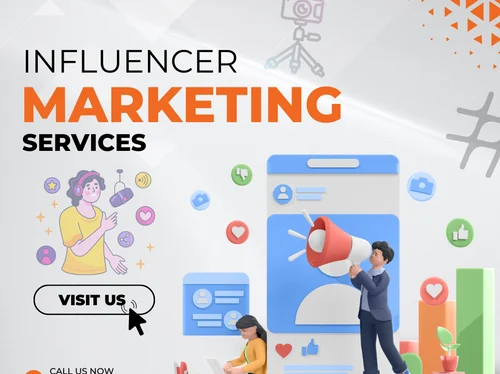 INFLUENCER
MARKETING
SERVICES
VISIT US
CALL US NOW